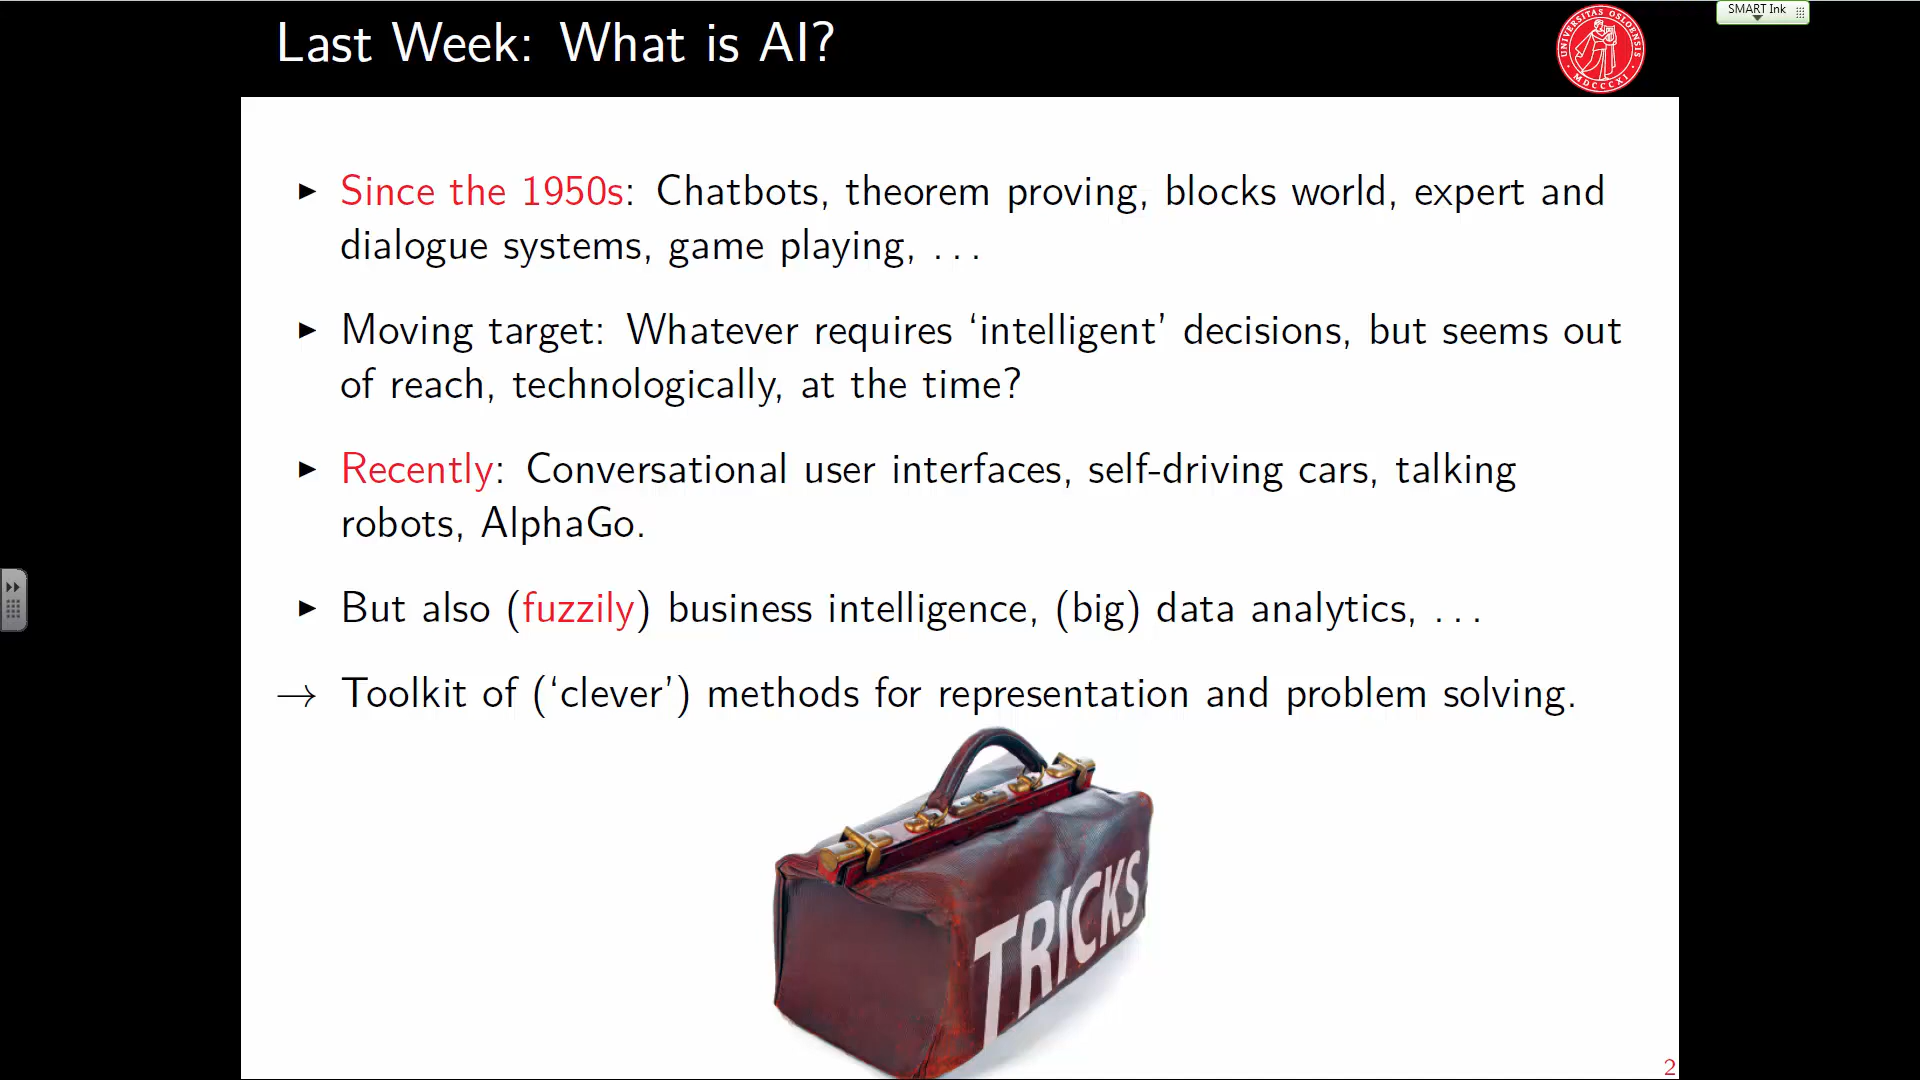 Last Week: What is AI?
UNIVERSITAS OSLOENSIS
MDCCCXI
SMART Ink
▶ Since the 1950s: Chatbots, theorem proving, blocks world, expert and
dialogue systems, game playing, . . .
▶ Moving target: Whatever requires ‘intelligent’ decisions, but seems out
of reach, technologically, at the time?
▶ Recently: Conversational user interfaces, self-driving cars, talking
robots, AlphaGo.
▶ But also (fuzzily) business intelligence, (big) data analytics, . . .
→ Toolkit of (‘clever’) methods for representation and problem solving.
TRICKS
2